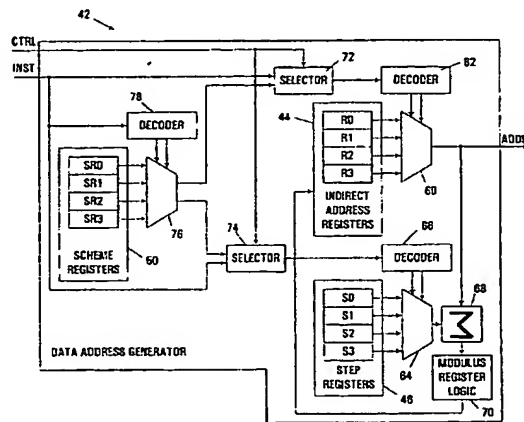 42
CTRL
INST
72
SELECTOR
62
DECODER
78
DECODER
44
R0
R1
R2
R3
INDIRECT
ADDRESS
REGISTERS
60
ADDS
SR0
SR1
SR2
SR3
SCHEME
REGISTERS
50
76
74
SELECTOR
66
DECODER
S0
S1
S2
S3
STEP
REGISTERS
46
64
68
Σ
MODULUS
REGISTER
LOGIC
70
DATA ADDRESS GENERATOR